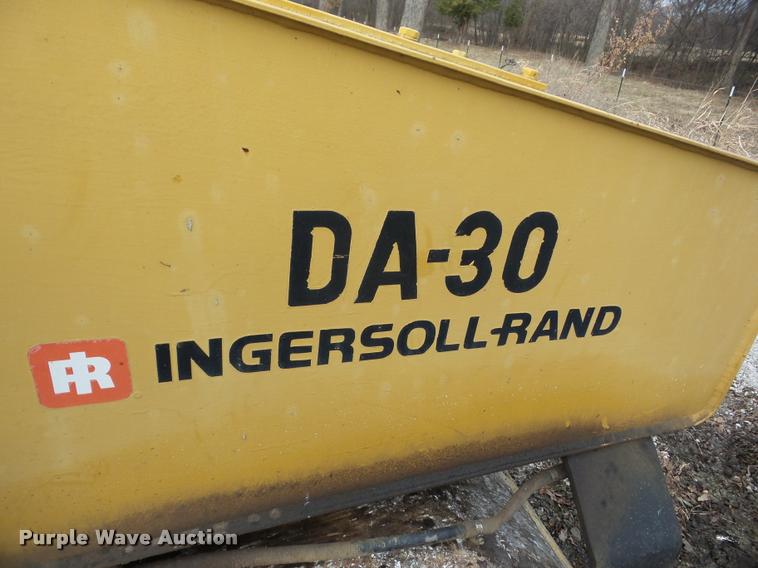 DA-30
IR INGERSOLL-RAND
Purple Wave Auction